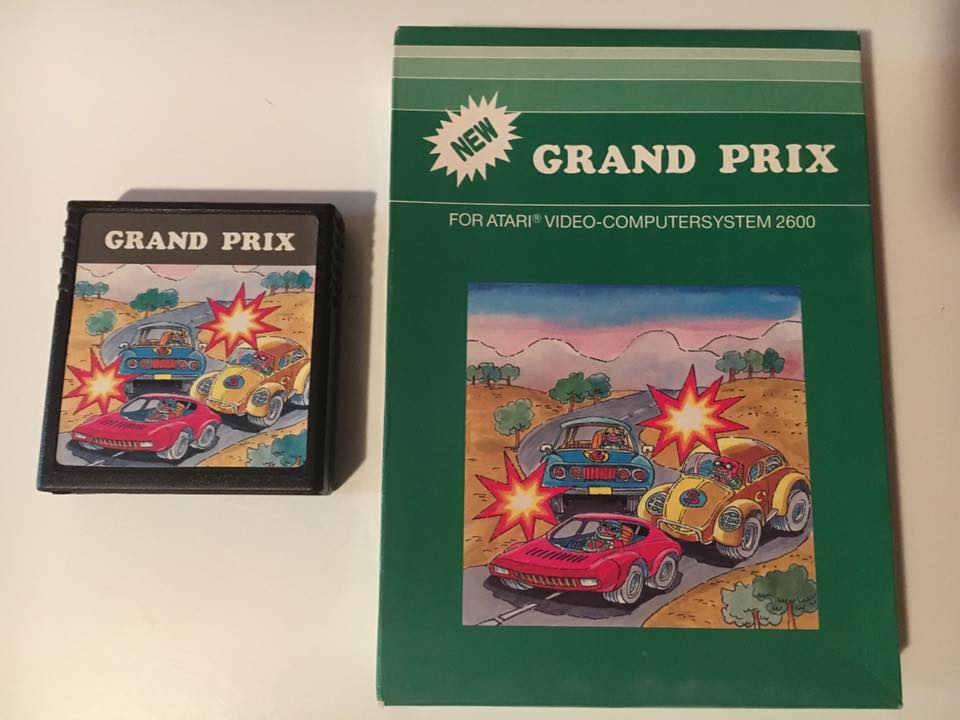 GRAND PRIX
NEW
GRAND PRIX
FOR ATARI® VIDEO-COMPUTERSYSTEM 2600